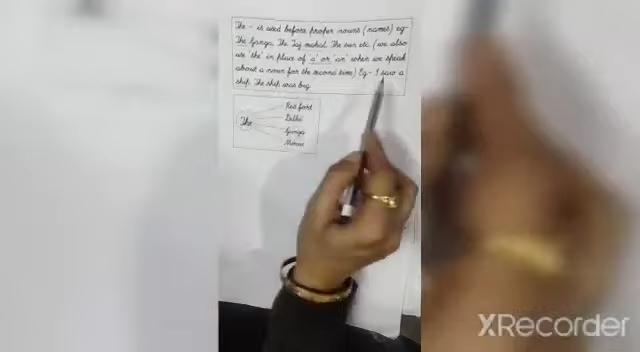 The - is used before proper nouns (names) eg-
The Ganga, The Taj mahal The sun etc. (we also
use 'the' in place of 'a' or 'an' when we speak
about a noun for the second time) Eg- I saw a
ship. The ship was big
The
Red fort
Delhi
Ganga
XRecorder